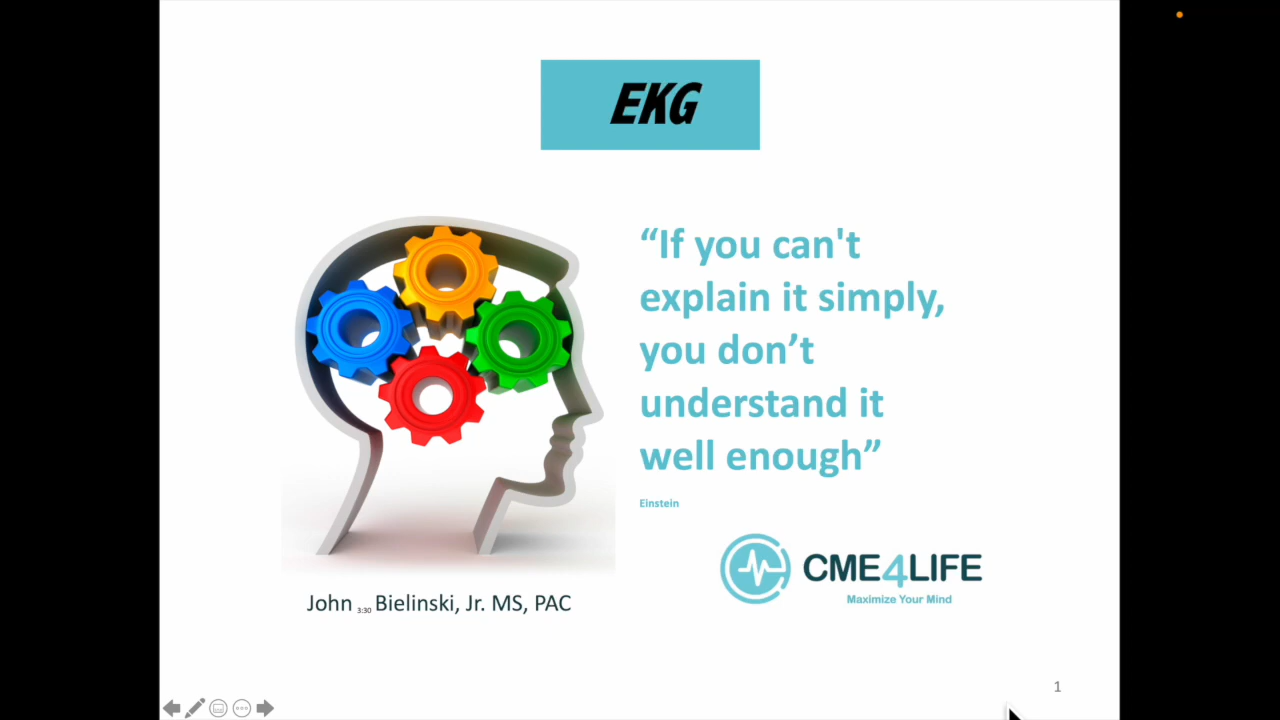 EKG
“If you can't
explain it simply,
you don’t
understand it
well enough”
Einstein
CME4LIFE
Maximize Your Mind
John 3:30 Bielinski, Jr. MS, PAC
1